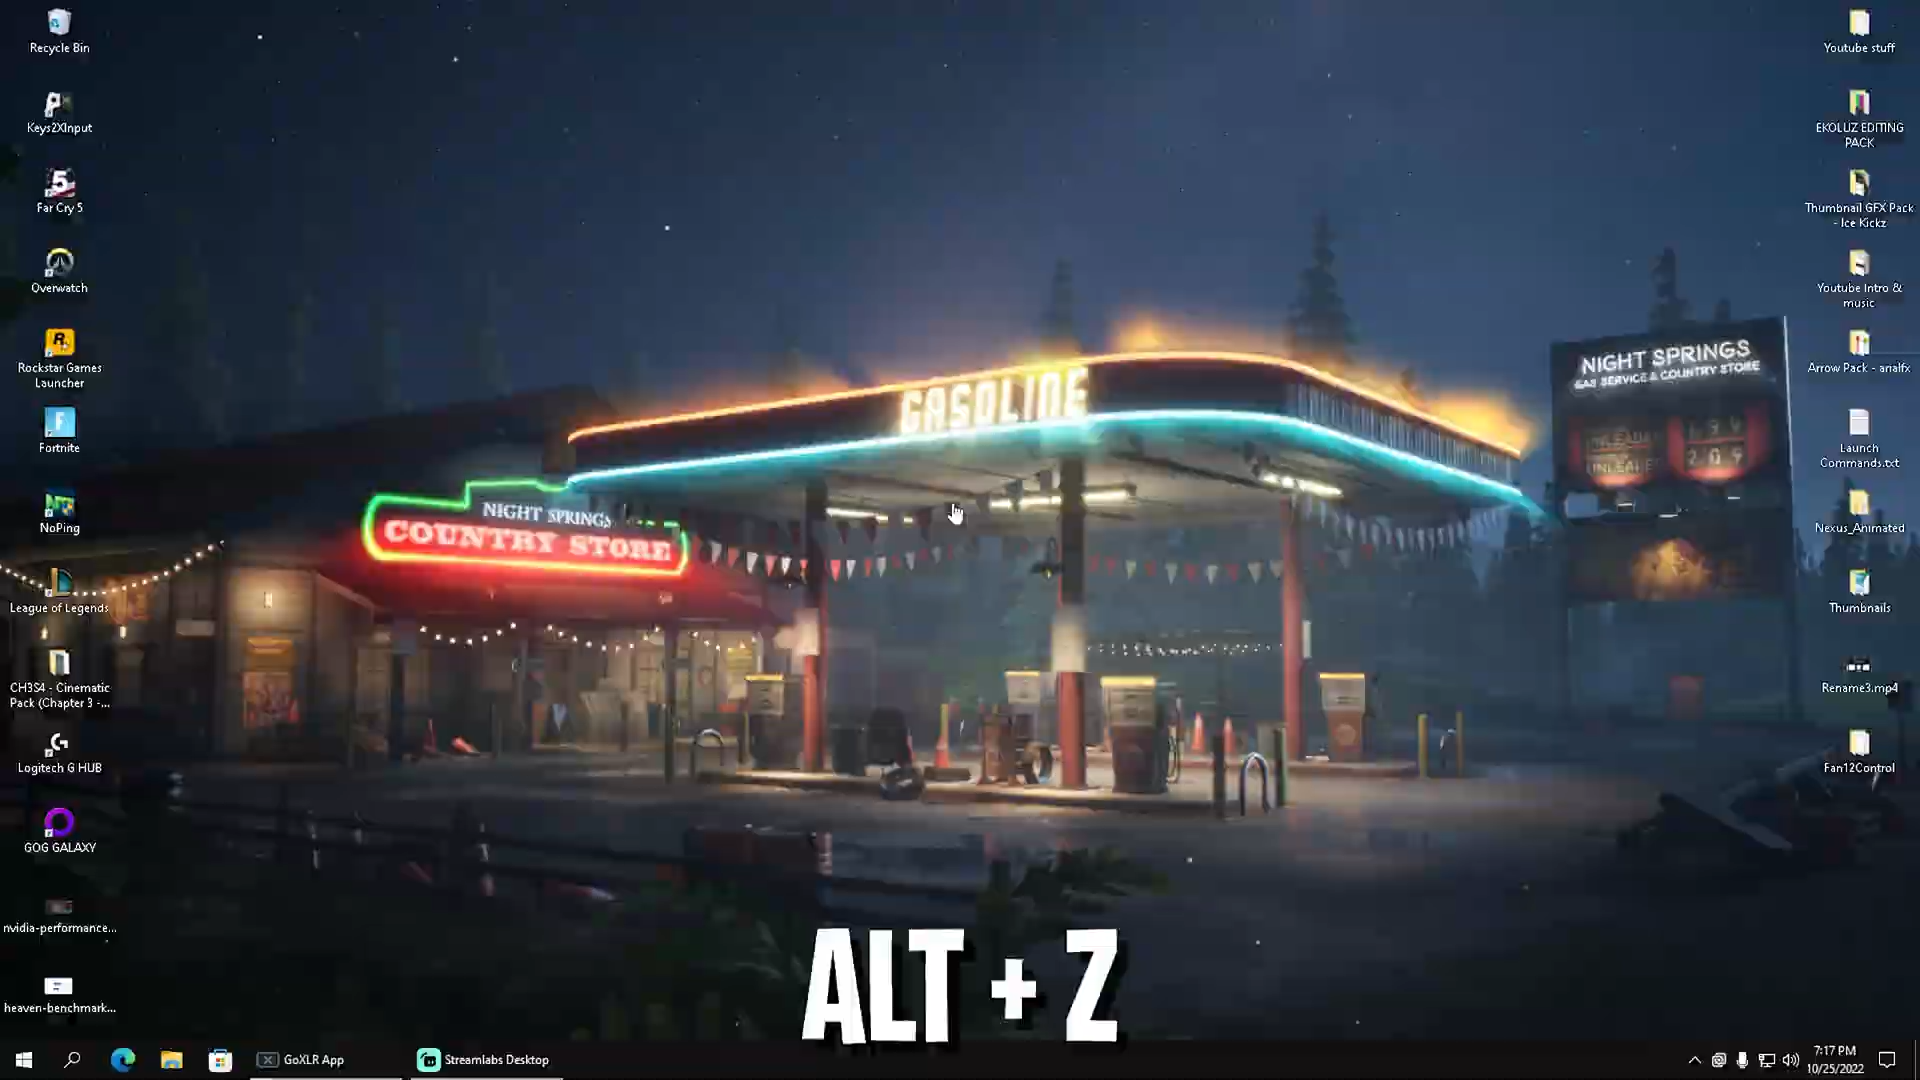 Recycle Bin
Keys2XInput
Far Cry 5
Overwatch
Rockstar Games
Launcher
Fortnite
NoPing
League of Legends
CH3S4 - Cinematic
Pack (Chapter 3 -...
Logitech G HUB
GOG GALAXY
nvidia-performance...
heaven-benchmark...
GASOLINE
NIGHT SPRINGS
COUNTRY STORE
NIGHT SPRINGS
GAS SERVICE & COUNTRY STORE
UNLEADED
Youtube stuff
EKOLUZ EDITING
PACK
Thumbnail GFX Pack
- Ice Kickz
Youtube Intro &
music
Arrow Pack - analfx
Launch
Commands.txt
Nexus_Animated
Thumbnails
Rename3.mp4
Fan12Control
ALT + Z
GoXLR App
Streamlabs Desktop
7:17 PM
10/25/2022